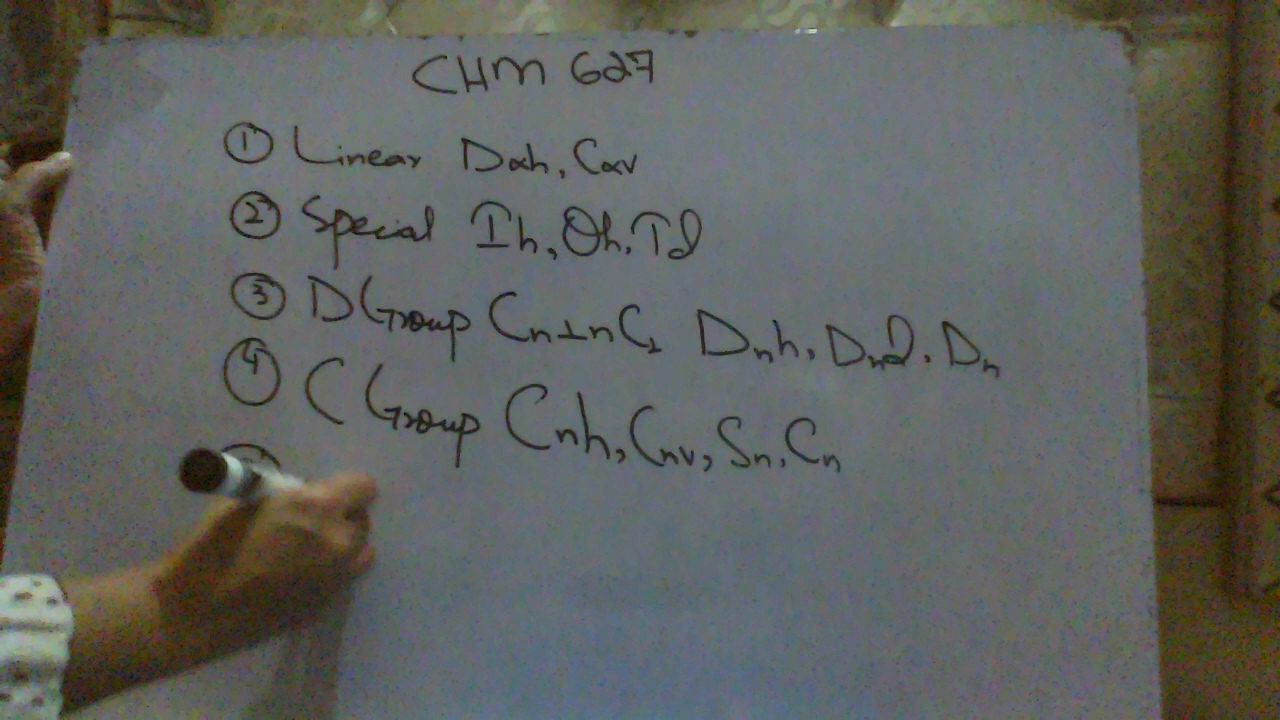 CHM 627
① Linear D∝h, C∝v
② Special Ih, Oh, Td
③ D Group Cn⊥nC₂ Dnh, Dnd, Dn
④ C Group Cnh, Cnv, Sn, Cn